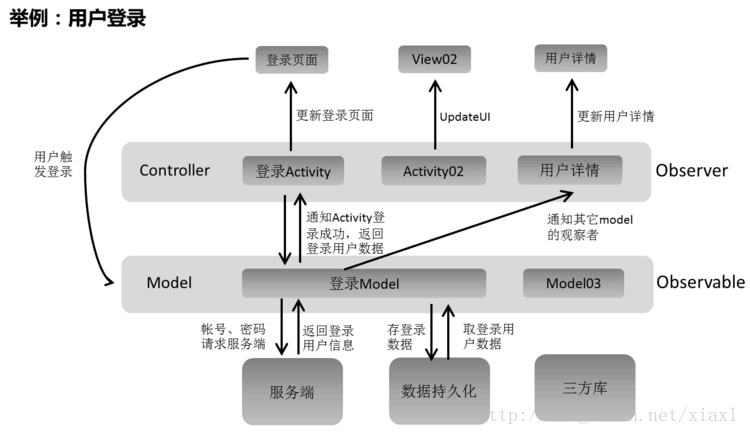 举例：用户登录
登录页面
View02
用户详情
更新登录页面
UpdateUI
更新用户详情
用户触
发登录
Controller
登录Activity
Activity02
用户详情
Observer
通知Activity登
录成功，返回
登录用户数据
通知其它model
的观察者
Model
登录Model
Model03
Observable
帐号、密码
请求服务端
返回登录
用户信息
存登录
数据
取登录用
户数据
服务端
数据持久化
三方库